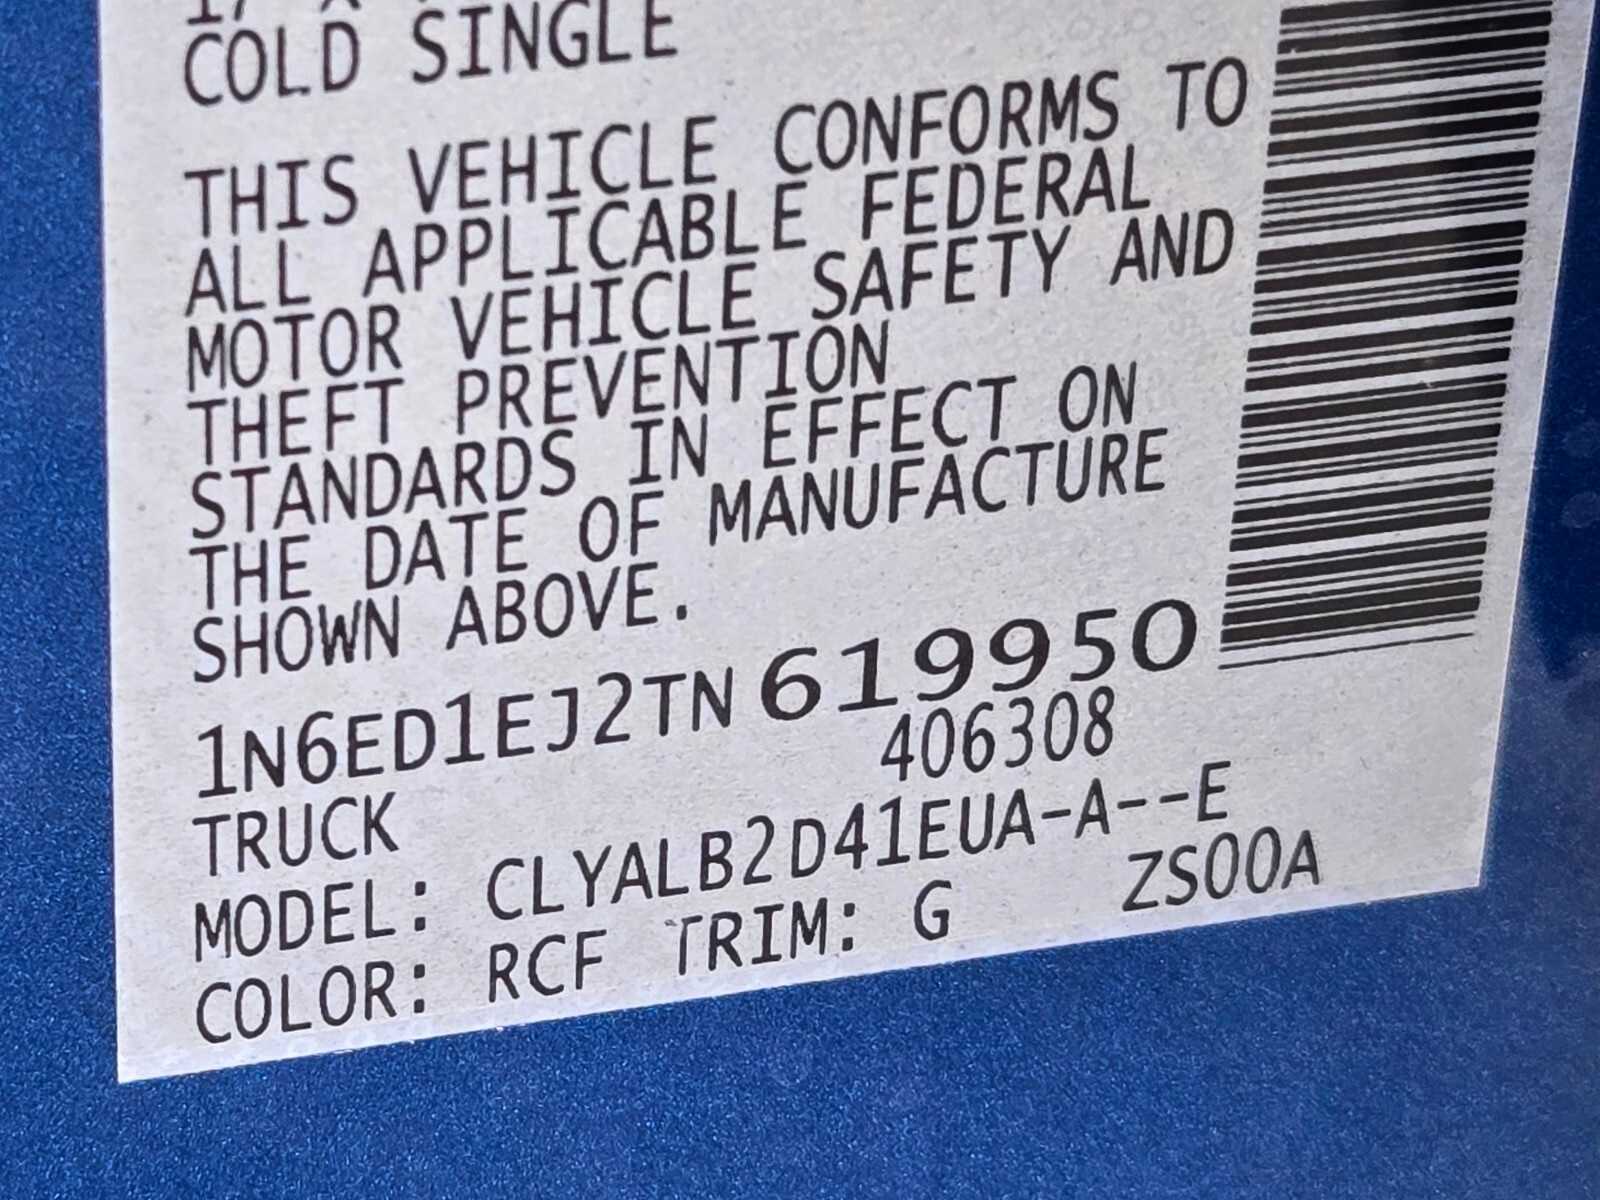 COLD SINGLE
THIS VEHICLE CONFORMS TO
ALL APPLICABLE FEDERAL
MOTOR VEHICLE SAFETY AND
THEFT PREVENTION
STANDARDS IN EFFECT ON
THE DATE OF MANUFACTURE
SHOWN ABOVE.
1N6ED1EJ2TN619950
406308
TRUCK
MODEL: CLYALB2D41EUA-A--E
COLOR: RCF TRIM: G ZS00A